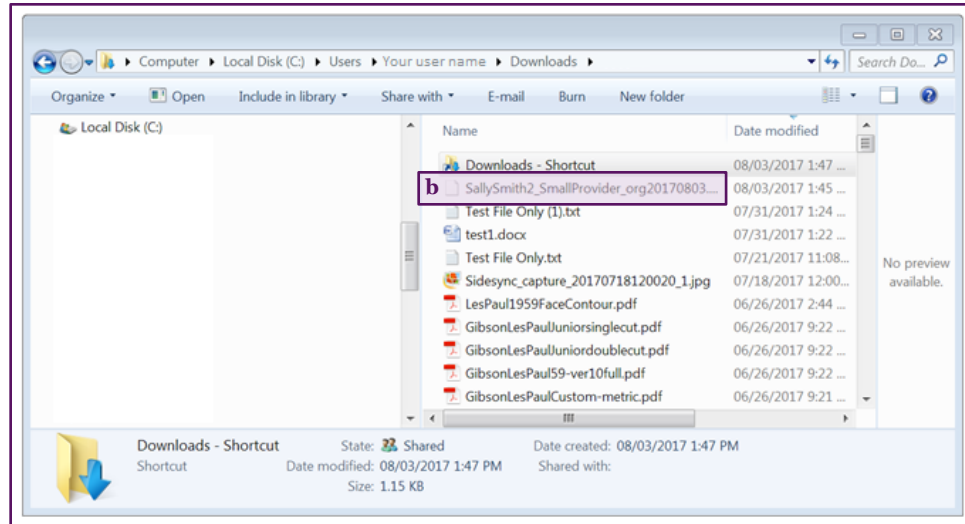 Computer ▸ Local Disk (C:) ▸ Users ▸ Your user name ▸ Downloads ▸ Search Do...
Organize Open Include in library Share with E-mail Burn New folder
Local Disk (C:)
Name Date modified
Downloads - Shortcut 08/03/2017 1:47 ...
b SallySmith2_SmallProvider_org20170803... 08/03/2017 1:45 ...
Test File Only (1).txt 07/31/2017 1:24 ...
test1.docx 07/31/2017 1:22 ...
Test File Only.txt 07/21/2017 11:08...
Sidesync_capture_20170718120020_1.jpg 07/18/2017 12:00...
LesPaul1959FaceContour.pdf 06/26/2017 2:44 ...
GibsonLesPaulJuniorsinglecut.pdf 06/26/2017 9:22 ...
GibsonLesPaulJuniordoublecut.pdf 06/26/2017 9:22 ...
GibsonLesPaul59-ver10full.pdf 06/26/2017 9:22 ...
GibsonLesPaulCustom-metric.pdf 06/26/2017 9:21 ...
No preview
available.
Downloads - Shortcut State: Shared Date created: 08/03/2017 1:47 PM
Shortcut Date modified: 08/03/2017 1:47 PM Shared with:
Size: 1.15 KB